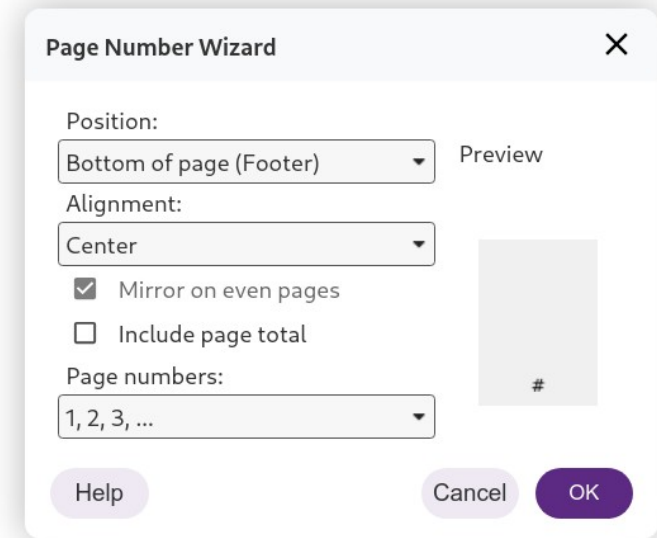 Page Number Wizard
Position:
Bottom of page (Footer)
Preview
Alignment:
Center
Mirror on even pages
Include page total
#
Page numbers:
1, 2, 3, ...
Help
Cancel
OK